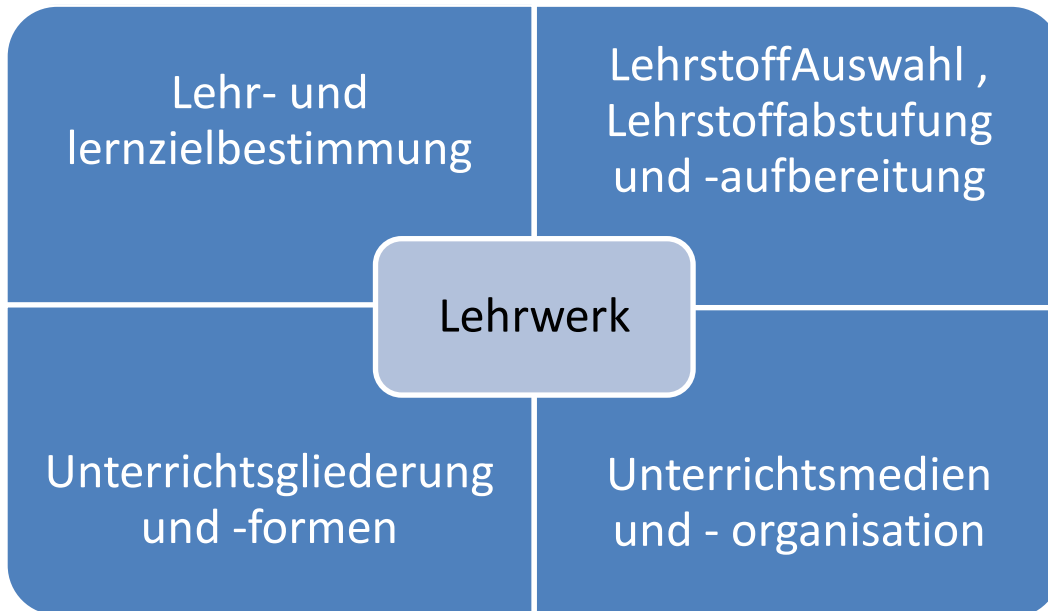 Lehr- und
lernzielbestimmung
LehrstoffAuswahl ,
Lehrstoffabstufung
und -aufbereitung
Lehrwerk
Unterrichtsgliederung
und -formen
Unterrichtsmedien
und - organisation